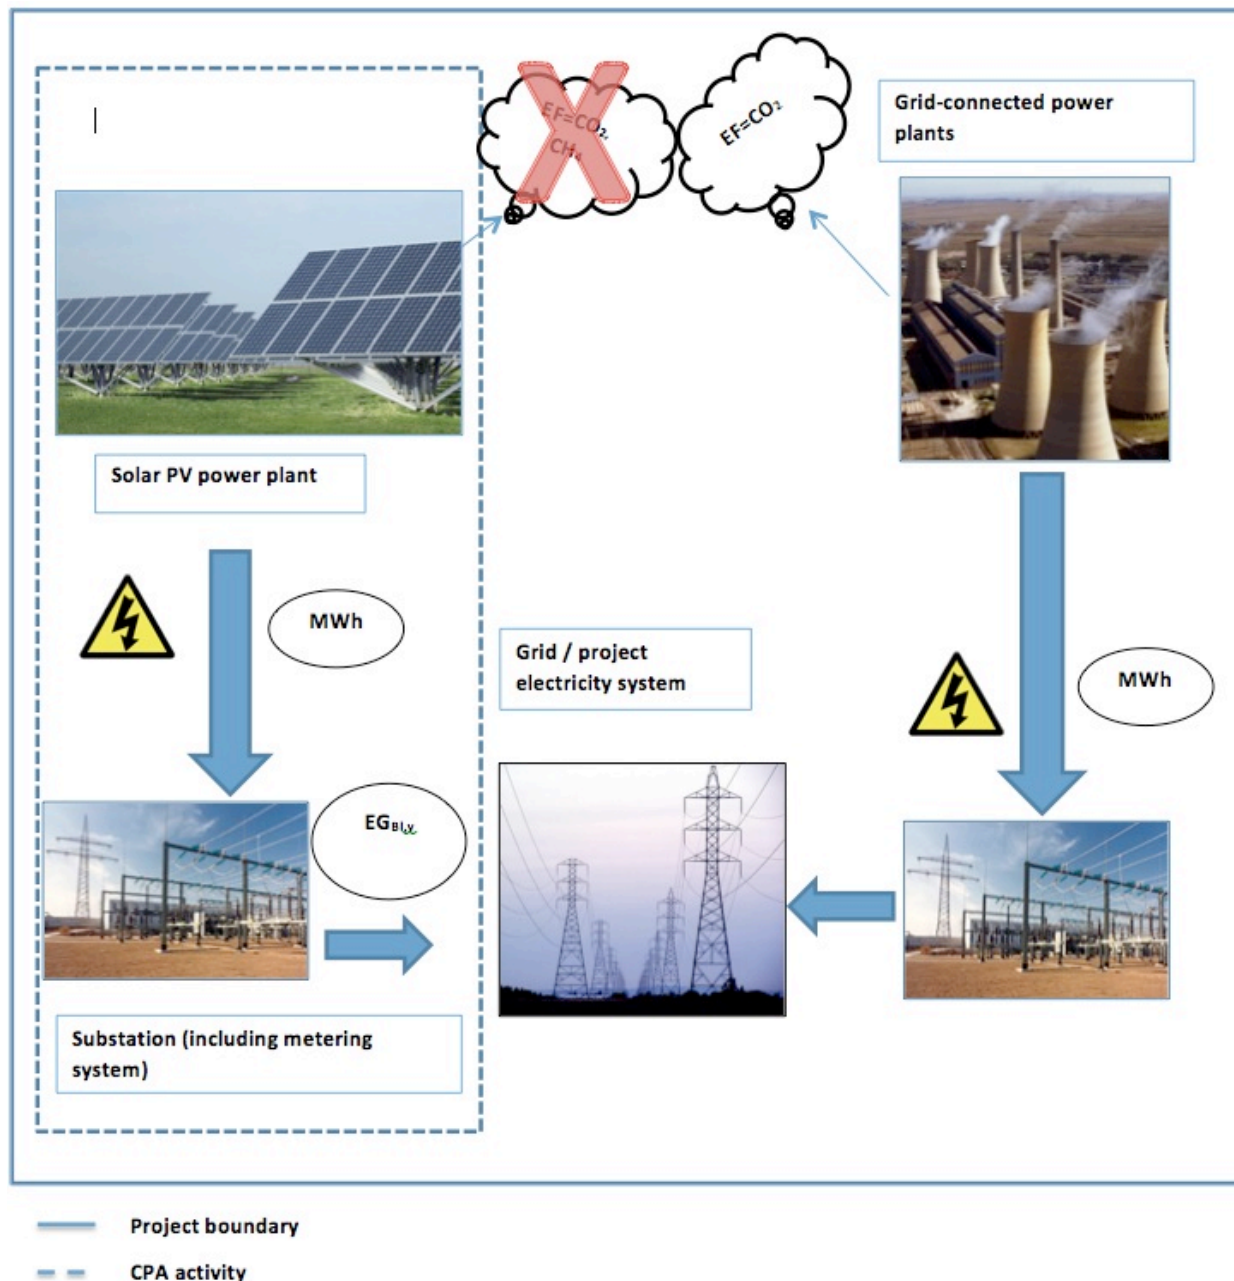 EF=CO₂,
CH₄
EF=CO₂
Grid-connected power
plants
Solar PV power plant
MWh
Grid / project
electricity system
MWh
EG_Bl,y
Substation (including metering
system)
Project boundary
CPA activity